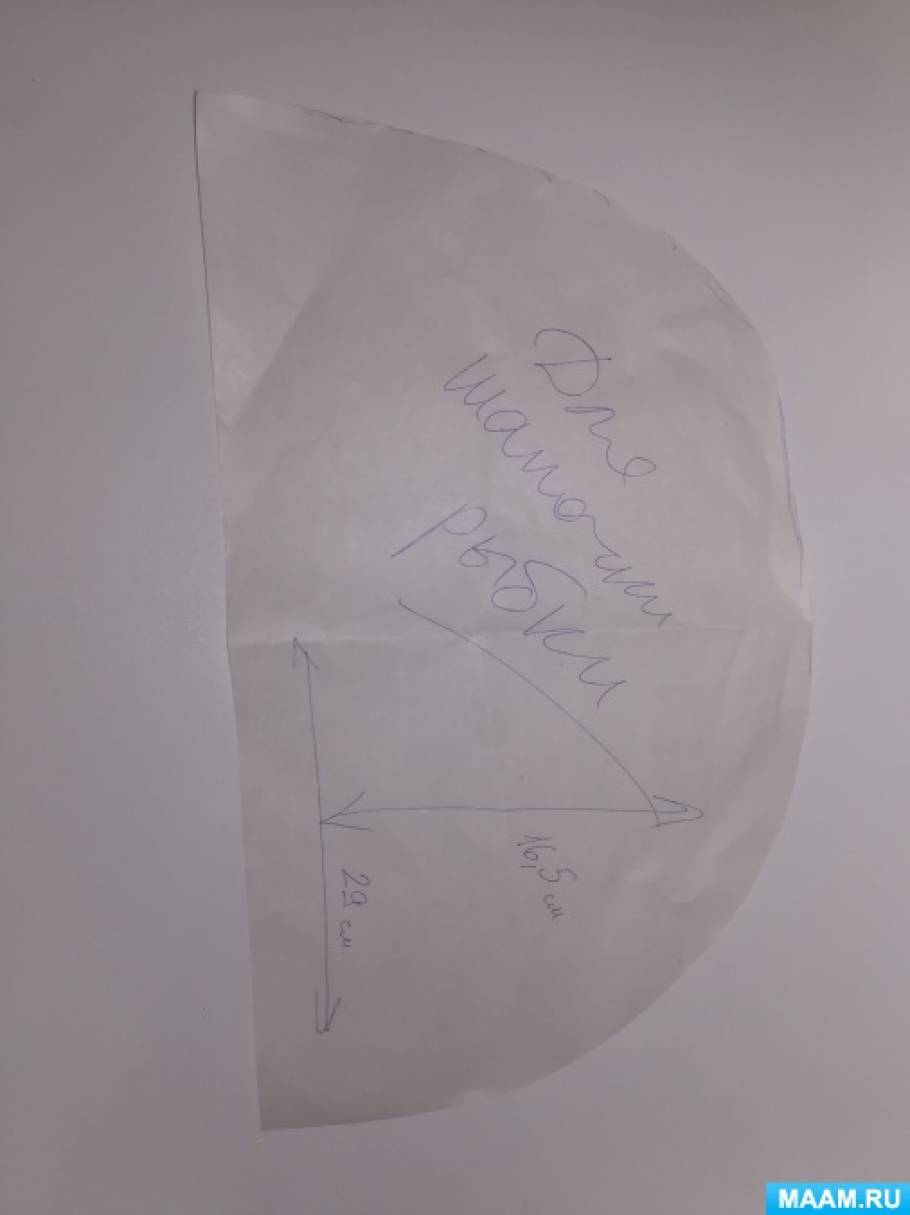 Для
шапочки
рыбки
16,5 см
29 см
MAAM.RU